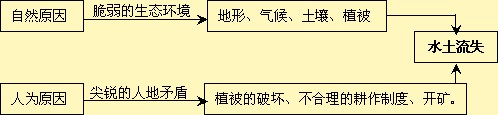 自然原因
脆弱的生态环境
地形、气候、土壤、植被
水土流失
人为原因
尖锐的人地矛盾
植被的破坏、不合理的耕作制度、开矿。